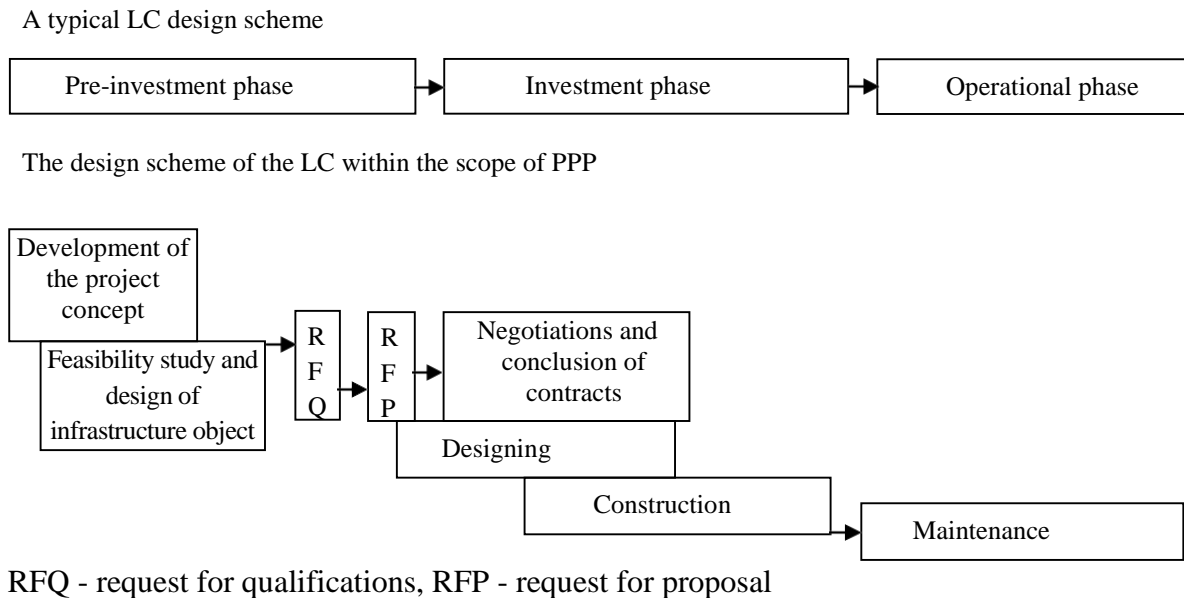 A typical LC design scheme
Pre-investment phase
Investment phase
Operational phase
The design scheme of the LC within the scope of PPP
Development of
the project
concept
Feasibility study and
design of
infrastructure object
R
F
Q
R
F
P
Negotiations and
conclusion of
contracts
Designing
Construction
Maintenance
RFQ - request for qualifications, RFP - request for proposal